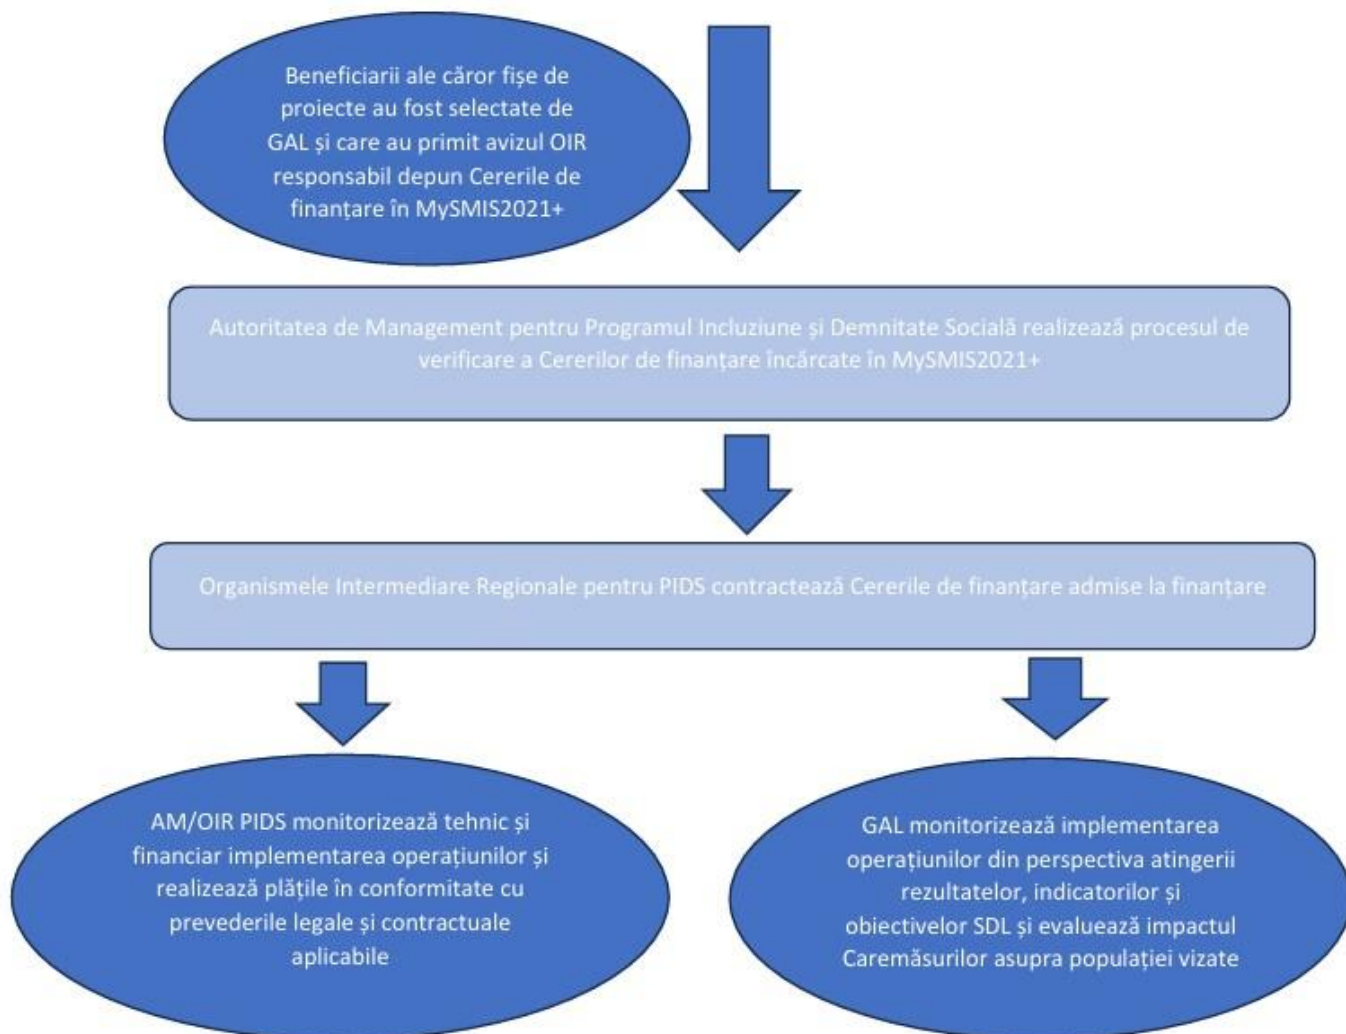 Beneficiarii ale căror fișe de
proiecte au fost selectate de
GAL și care au primit avizul OIR
responsabil depun Cererile de
finanțare în MySMIS2021+
Autoritatea de Management pentru Programul Incluziune și Demnitate Socială realizează procesul de
verificare a Cererilor de finanțare încărcate în MySMIS2021+
Organismele Intermediare Regionale pentru PIDS contractează Cererile de finanțare admise la finanțare
AM/OIR PIDS monitorizează tehnic și
financiar implementarea operațiunilor și
realizează plățile în conformitate cu
prevederile legale și contractuale
aplicabile
GAL monitorizează implementarea
operațiunilor din perspectiva atingerii
rezultatelor, indicatorilor și
obiectivelor SDL și evaluează impactul
Caremăsurilor asupra populației vizate